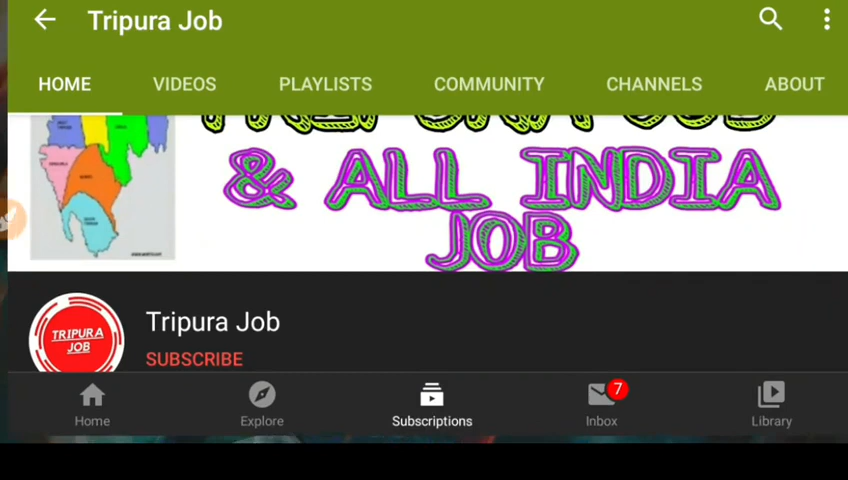 Tripura Job
HOME VIDEOS PLAYLISTS COMMUNITY CHANNELS ABOUT
& ALL INDIA
JOB
TRIPURA
JOB
Tripura Job
SUBSCRIBE
7
Home Explore Subscriptions Inbox Library